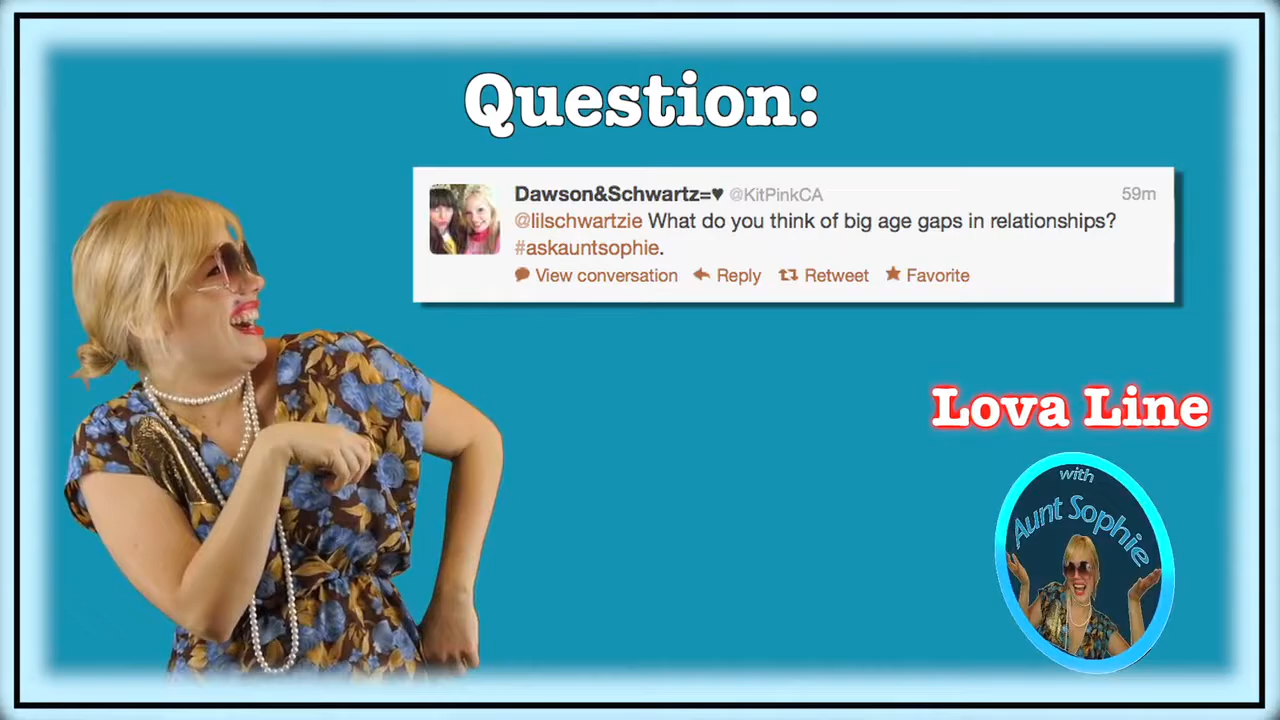 Question:
Dawson&Schwartz=♥ @KitPinkCA 59m
@lilschwartzie What do you think of big age gaps in relationships?
#askauntsophie.
View conversation Reply Retweet Favorite
Lova Line
with
Aunt Sophie